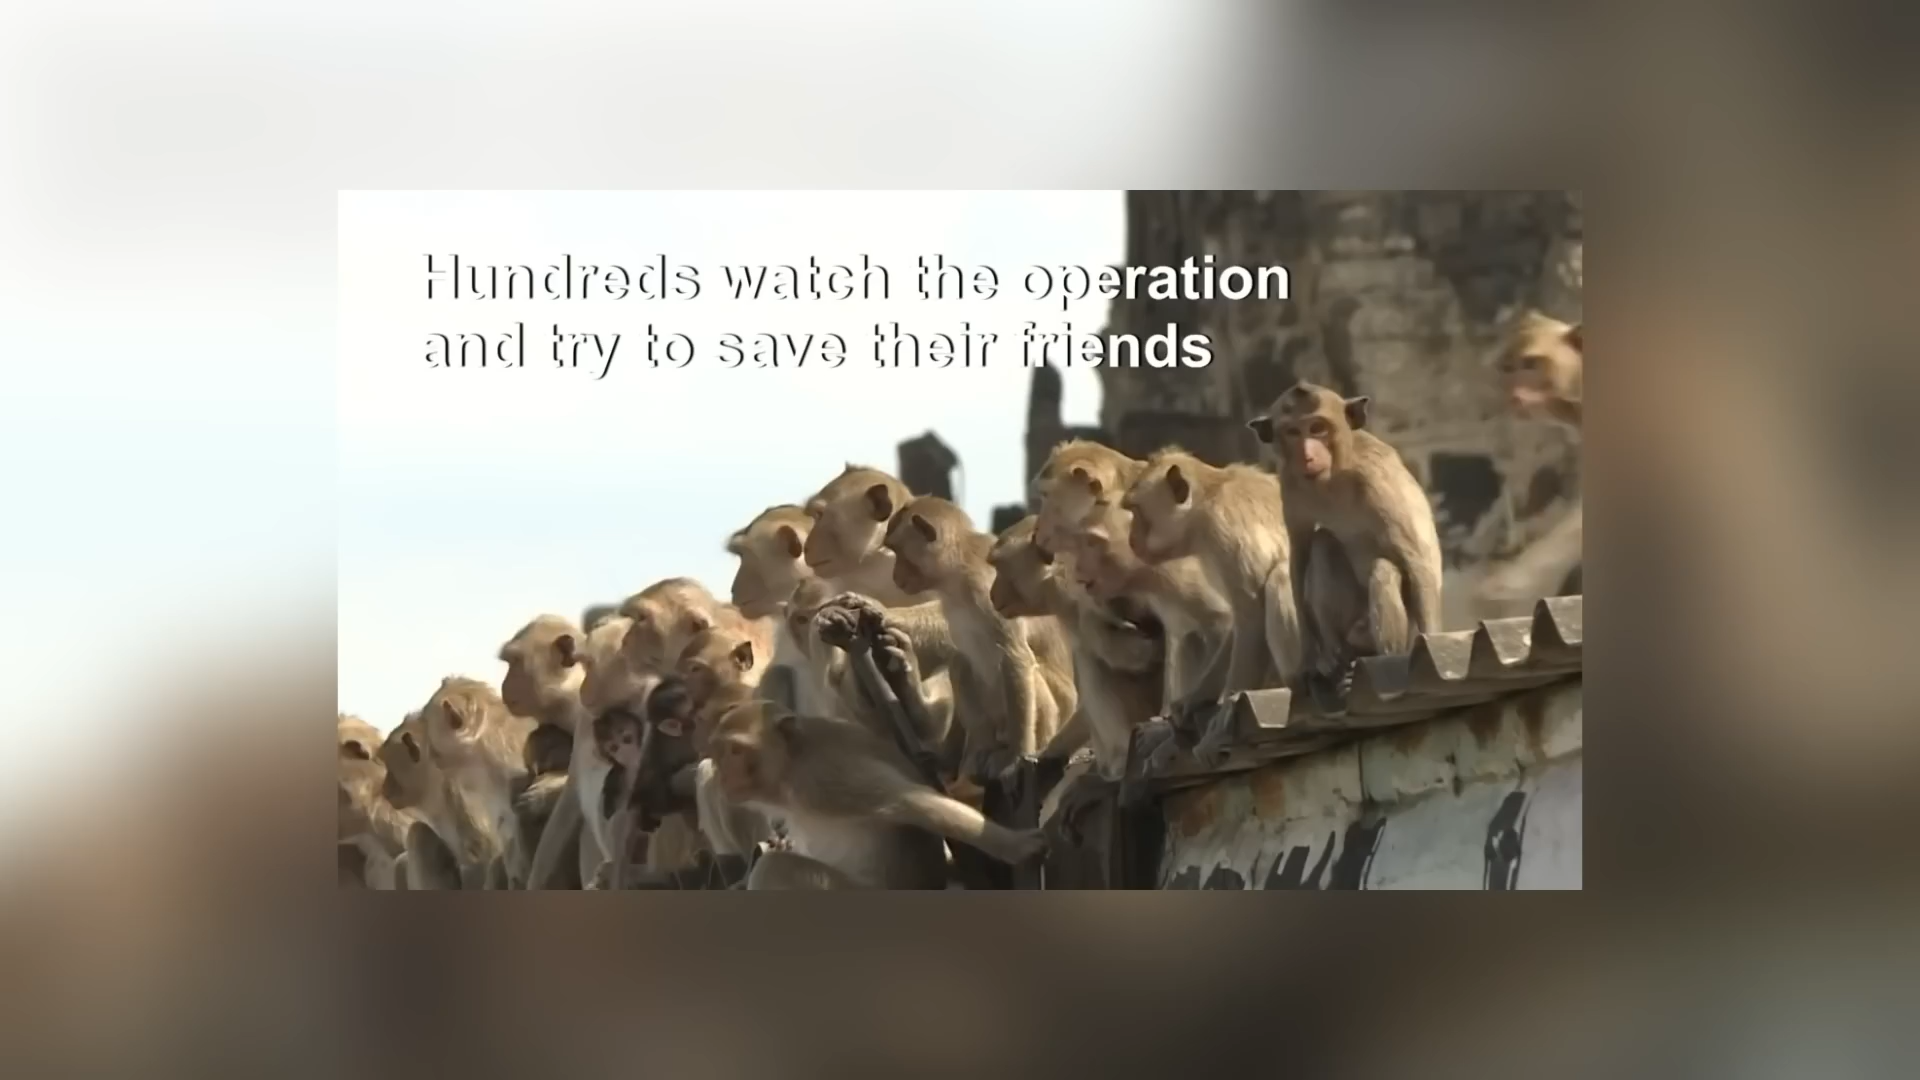 Hundreds watch the operation
and try to save their friends